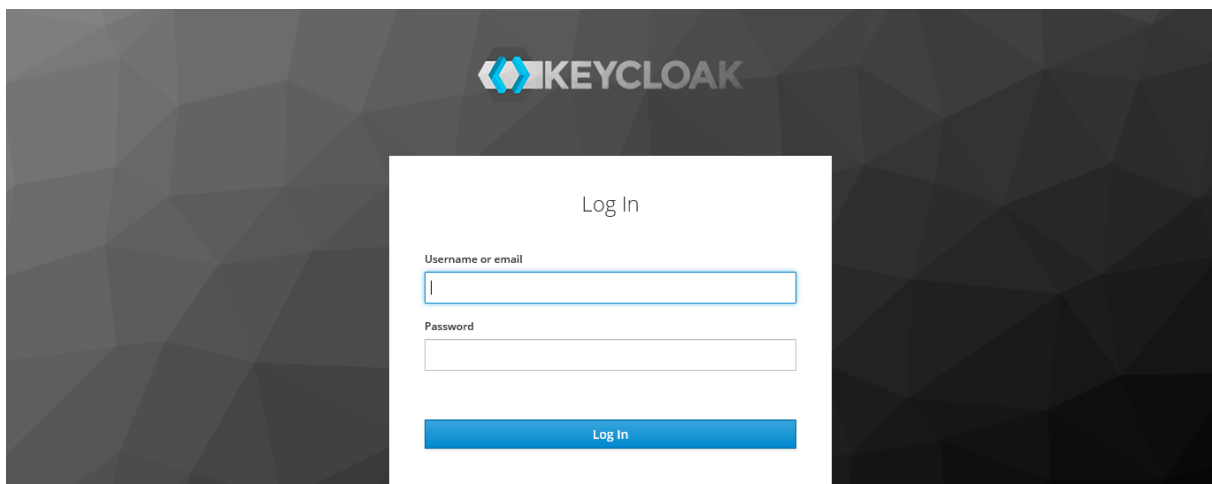 KEYCLOAK
Log In
Username or email
Password
Log In